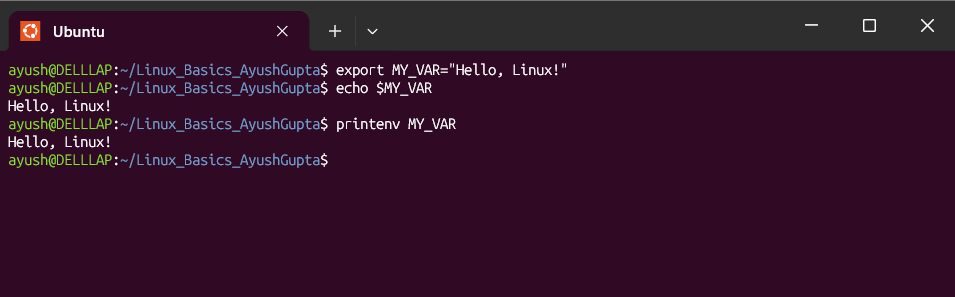 Ubuntu
ayush@DELLLAP:~/Linux_Basics_AyushGupta$ export MY_VAR="Hello, Linux!"
ayush@DELLLAP:~/Linux_Basics_AyushGupta$ echo $MY_VAR
Hello, Linux!
ayush@DELLLAP:~/Linux_Basics_AyushGupta$ printenv MY_VAR
Hello, Linux!
ayush@DELLLAP:~/Linux_Basics_AyushGupta$